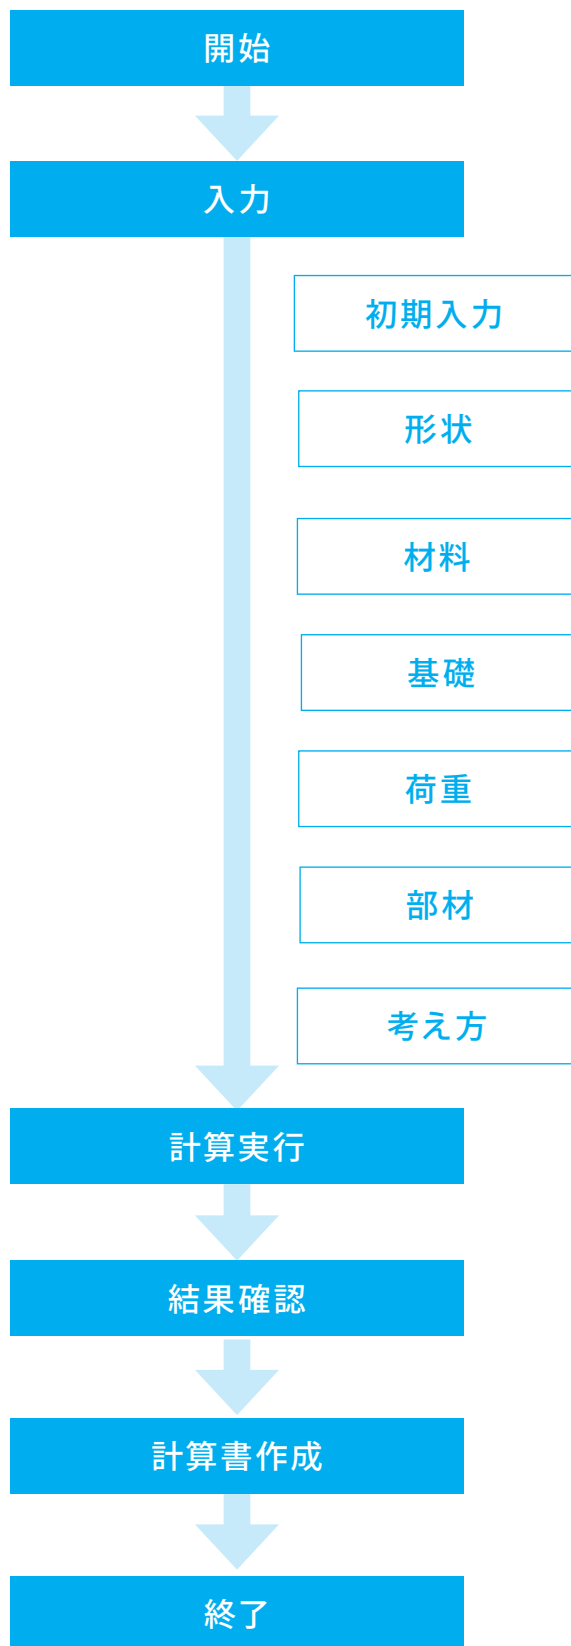 開始
入力
初期入力
形状
材料
基礎
荷重
部材
考え方
計算実行
結果確認
計算書作成
終了